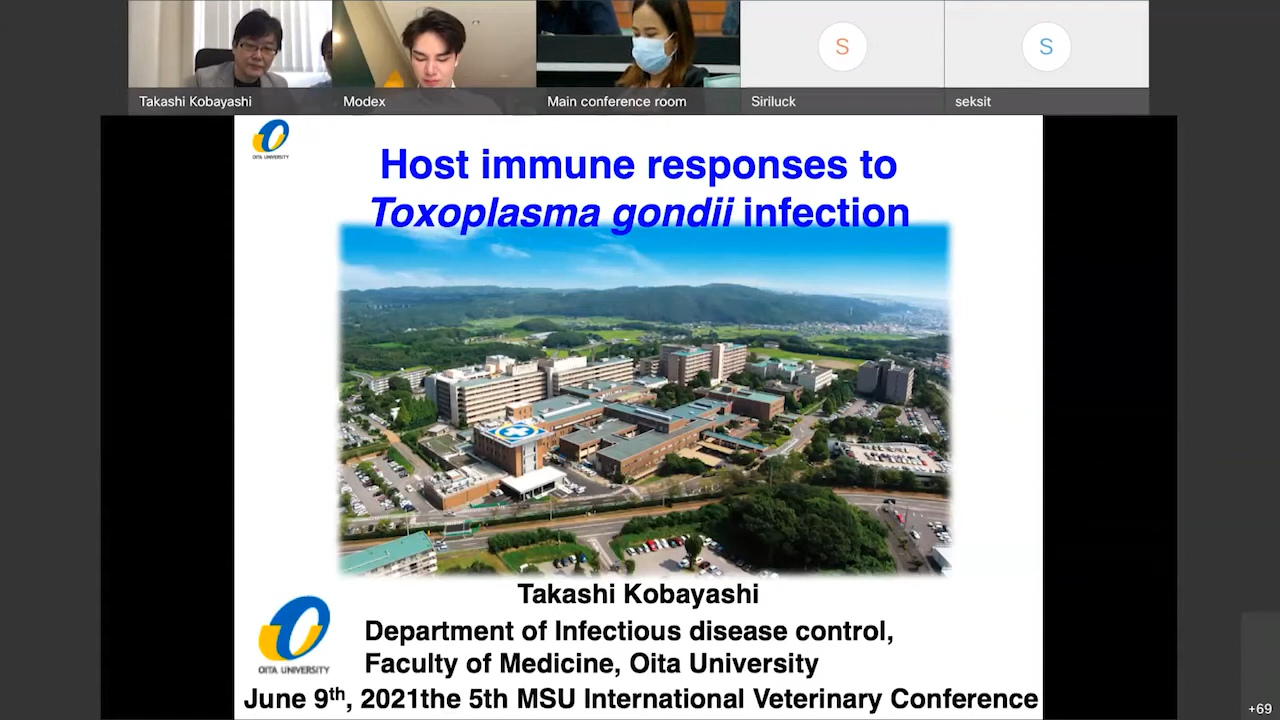 Takashi Kobayashi
Modex
Main conference room
S
Siriluck
S
seksit
OITA UNIVERSITY
Host immune responses to
Toxoplasma gondii infection
Takashi Kobayashi
Department of Infectious disease control,
Faculty of Medicine, Oita University
OITA UNIVERSITY
June 9th, 2021the 5th MSU International Veterinary Conference
+69